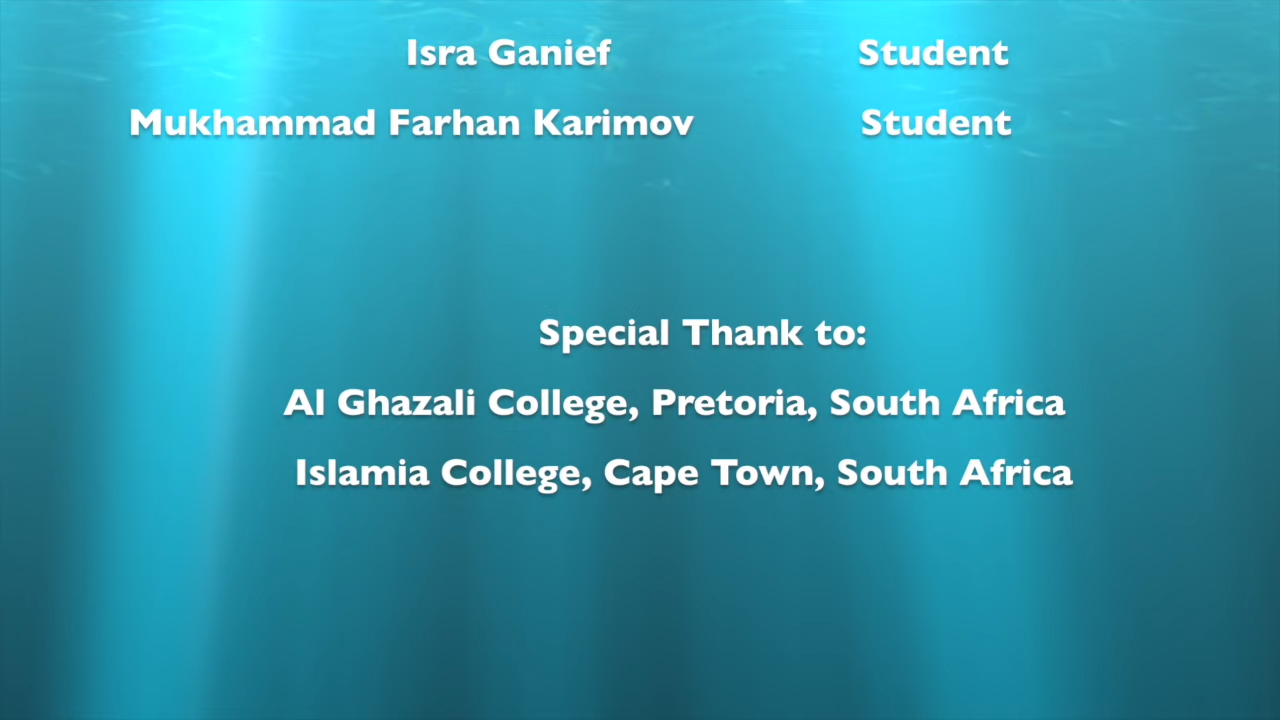 Isra Ganief Student
Mukhammad Farhan Karimov Student
Special Thank to:
Al Ghazali College, Pretoria, South Africa
Islamia College, Cape Town, South Africa